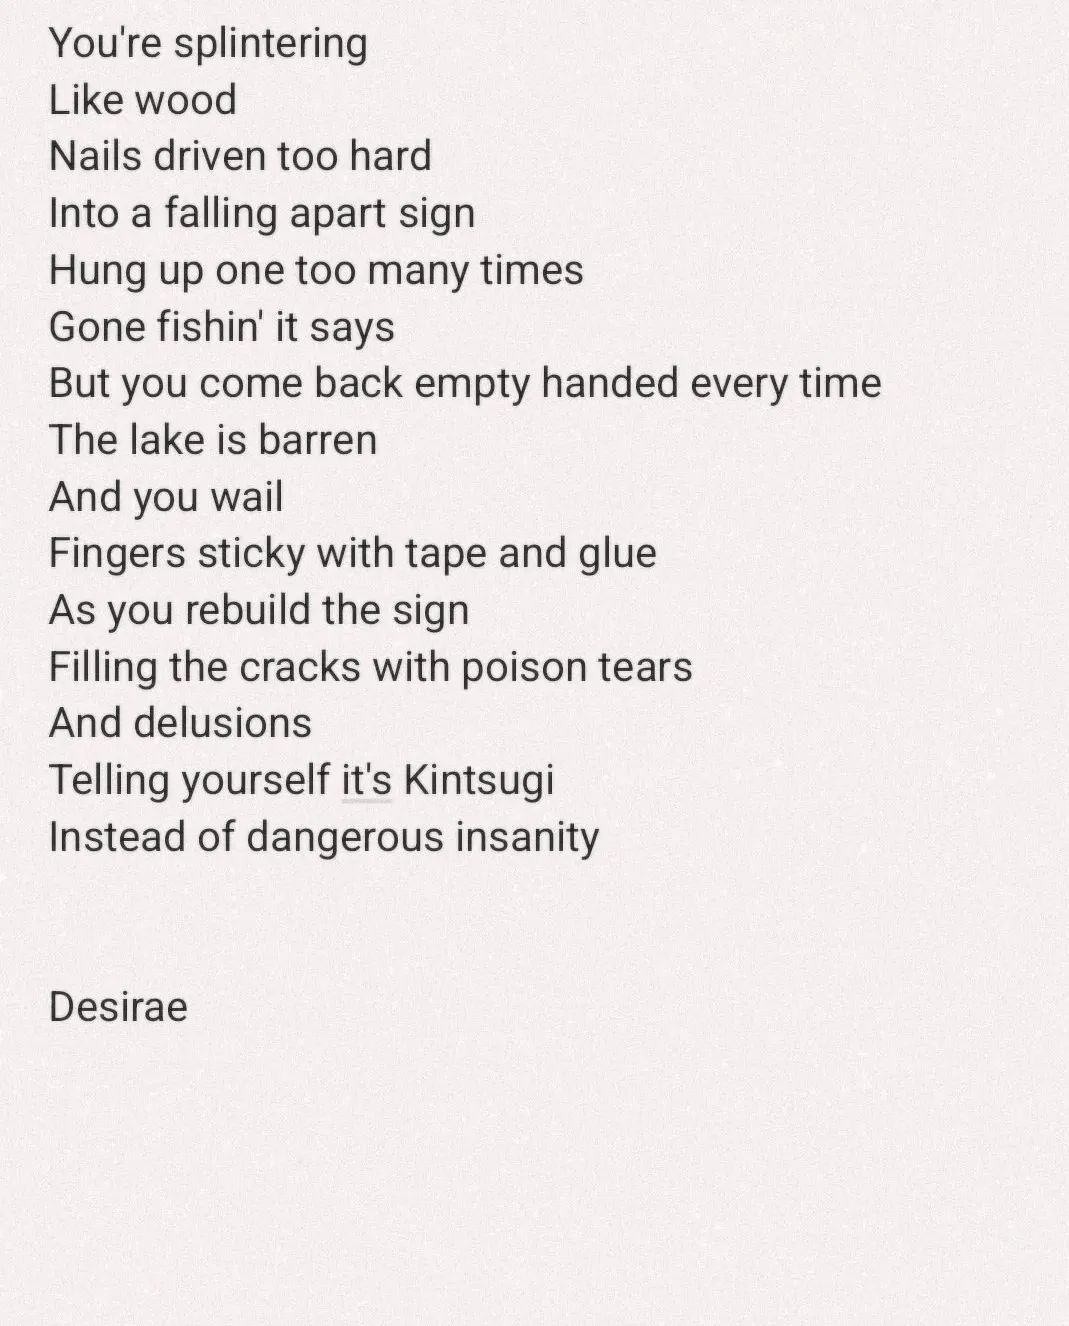 You're splintering
Like wood
Nails driven too hard
Into a falling apart sign
Hung up one too many times
Gone fishin' it says
But you come back empty handed every time
The lake is barren
And you wail
Fingers sticky with tape and glue
As you rebuild the sign
Filling the cracks with poison tears
And delusions
Telling yourself it's Kintsugi
Instead of dangerous insanity
Desirae